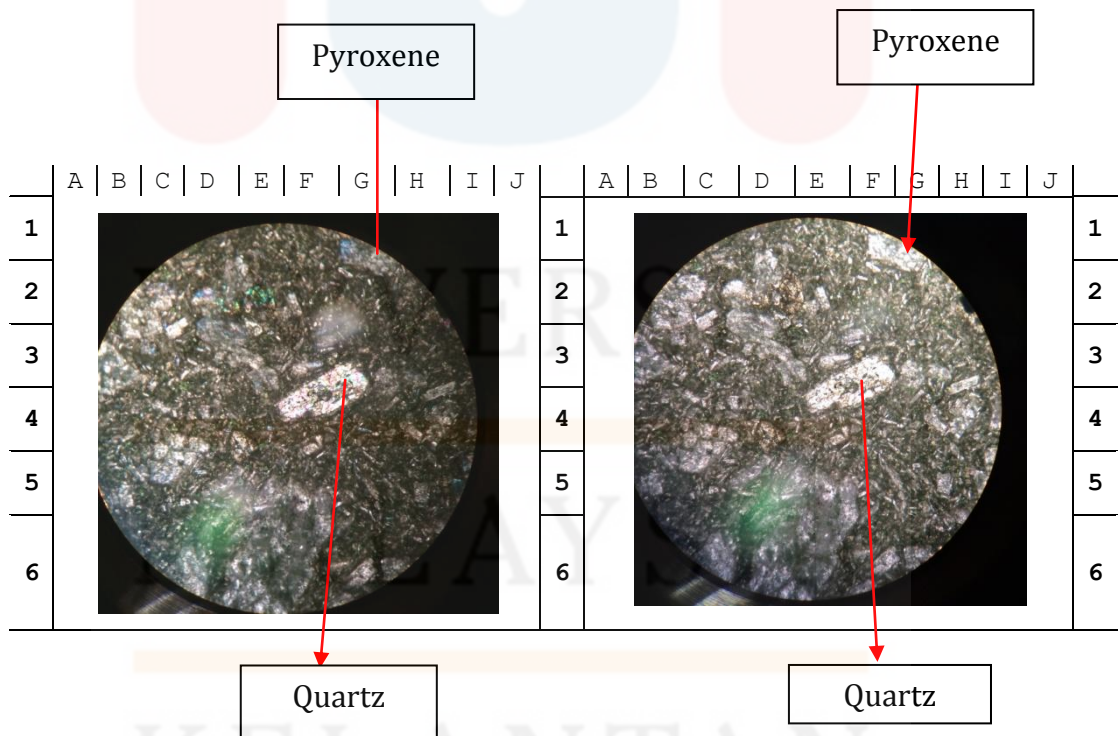 Pyroxene
Pyroxene
A B C D E F G H I J
A B C D E F G H I J
1 1 1
2 2 2
3 3 3
4 4 4
5 5 5
6 6 6
Quartz
Quartz
KELANTAN